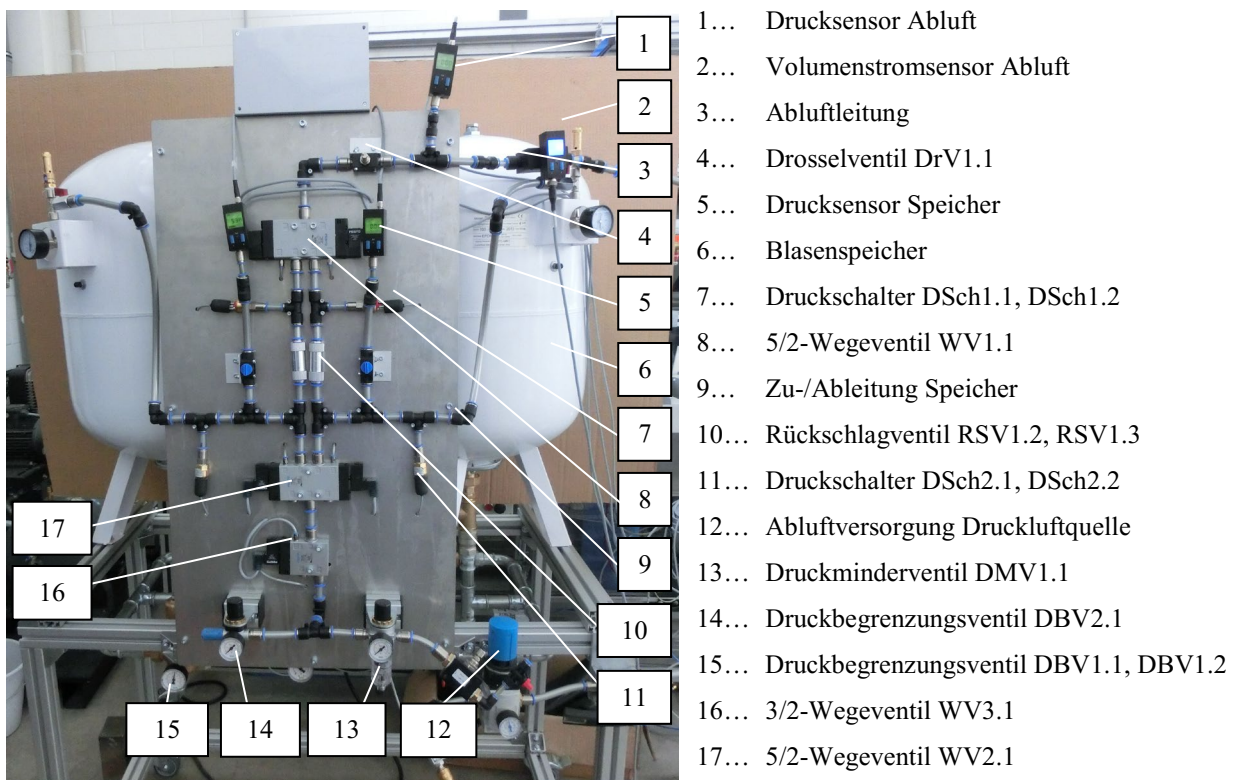 1
2
3
4
5
6
7
8
9
10
11
12
13
14
15
16
17
1… Drucksensor Abluft
2… Volumenstromsensor Abluft
3… Abluftleitung
4… Drosselventil DrV1.1
5… Drucksensor Speicher
6… Blasenspeicher
7… Druckschalter DSch1.1, DSch1.2
8… 5/2-Wegeventil WV1.1
9… Zu-/Ableitung Speicher
10… Rückschlagventil RSV1.2, RSV1.3
11… Druckschalter DSch2.1, DSch2.2
12… Abluftversorgung Druckluftquelle
13… Druckminderventil DMV1.1
14… Druckbegrenzungsventil DBV2.1
15… Druckbegrenzungsventil DBV1.1, DBV1.2
16… 3/2-Wegeventil WV3.1
17… 5/2-Wegeventil WV2.1